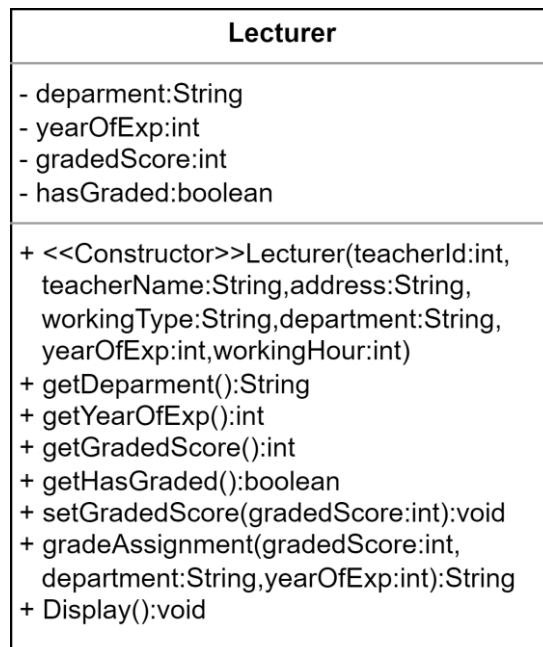 Lecturer
- deparment:String
- yearOfExp:int
- gradedScore:int
- hasGraded:boolean
+ <<Constructor>>Lecturer(teacherId:int,
teacherName:String,address:String,
workingType:String,department:String,
yearOfExp:int,workingHour:int)
+ getDeparment():String
+ getYearOfExp():int
+ getGradedScore():int
+ getHasGraded():boolean
+ setGradedScore(gradedScore:int):void
+ gradeAssignment(gradedScore:int,
department:String,yearOfExp:int):String
+ Display():void